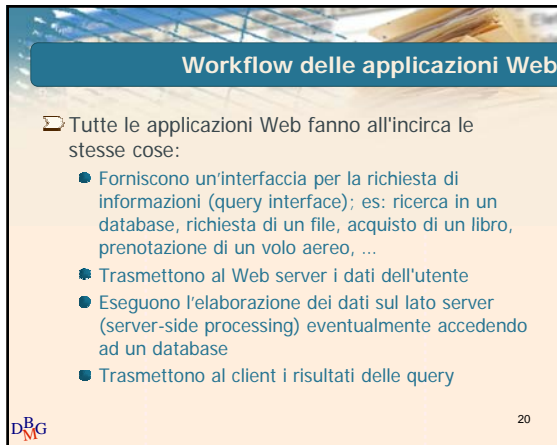 Workflow delle applicazioni Web
Tutte le applicazioni Web fanno all'incirca le
stesse cose:
Forniscono un'interfaccia per la richiesta di
informazioni (query interface); es: ricerca in un
database, richiesta di un file, acquisto di un libro,
prenotazione di un volo aereo, ...
Trasmettono al Web server i dati dell'utente
Eseguono l'elaborazione dei dati sul lato server
(server-side processing) eventualmente accedendo
ad un database
Trasmettono al client i risultati delle query
DBMG
20